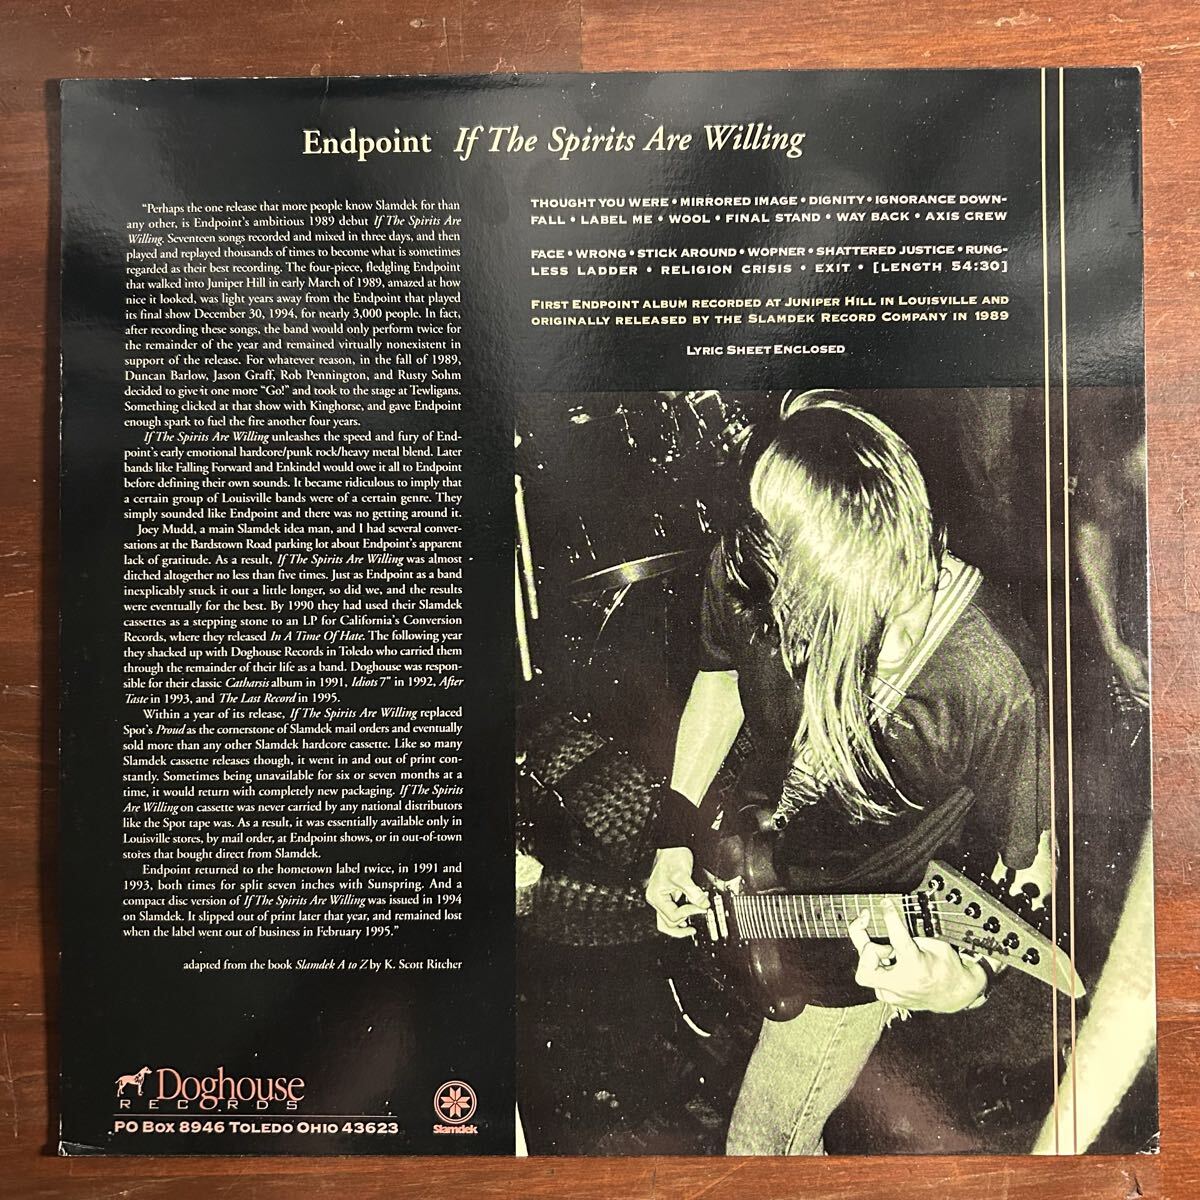 Endpoint If The Spirits Are Willing
"Perhaps the one release that more people know Slamdek for than
any other, is Endpoint's ambitious 1989 debut If The Spirits Are
Willing. Seventeen songs recorded and mixed in three days, and then
played and replayed thousands of times to become what is sometimes
regarded as their best recording. The four-piece, fledgling Endpoint
that walked into Juniper Hill in early March of 1989, amazed at how
nice it looked, was light years away from the Endpoint that played
its final show December 30, 1994, for nearly 3,000 people. In fact,
after recording these songs, the band would only perform twice for
the remainder of the year and remained virtually nonexistent in
support of the release. For whatever reason, in the fall of 1989,
Duncan Barlow, Jason Graff, Rob Pennington, and Rusty Sohm
decided to give it one more "Go!" and took to the stage at Tewligans.
Something clicked at that show with Kinghorse, and gave Endpoint
enough spark to fuel the fire another four years.
If The Spirits Are Willing unleashes the speed and fury of End-
point's early emotional hardcore/punk rock/heavy metal blend. Later
bands like Falling Forward and Enkindel would owe it all to Endpoint
before defining their own sounds. It became ridiculous to imply that
a certain group of Louisville bands were of a certain genre. They
simply sounded like Endpoint and there was no getting around it.
Joey Mudd, a main Slamdek idea man, and I had several conver-
sations at the Bardstown Road parking lot about Endpoint's apparent
lack of gratitude. As a result, If The Spirits Are Willing was almost
ditched altogether no less than five times. Just as Endpoint as a band
inexplicably stuck it out a little longer, so did we, and the results
were eventually for the best. By 1990 they had used their Slamdek
cassettes as a stepping stone to an LP for California's Conversion
Records, where they released In A Time Of Hate. The following year
they shacked up with Doghouse Records in Toledo who carried them
through the remainder of their life as a band. Doghouse was respon-
sible for their classic Catharsis album in 1991, Idiots 7" in 1992, After
Taste in 1993, and The Last Record in 1995.
Within a year of its release, If The Spirits Are Willing replaced
Spot's Proud as the cornerstone of Slamdek mail orders and eventually
sold more than any other Slamdek hardcore cassette. Like so many
Slamdek cassette releases though, it went in and out of print con-
stantly. Sometimes being unavailable for six or seven months at a
time, it would return with completely new packaging. If The Spirits
Are Willing on cassette was never carried by any national distributors
like the Spot tape was. As a result, it was essentially available only in
Louisville stores, by mail order, at Endpoint shows, or in out-of-town
stores that bought direct from Slamdek.
Endpoint returned to the hometown label twice, in 1991 and
1993, both times for split seven inches with Sunspring. And a
compact disc version of If The Spirits Are Willing was issued in 1994
on Slamdek. It slipped out of print later that year, and remained lost
when the label went out of business in February 1995."
adapted from the book Slamdek A to Z by K. Scott Ritcher
THOUGHT YOU WERE • MIRRORED IMAGE • DIGNITY • IGNORANCE DOWN-
FALL • LABEL ME • WOOL • FINAL STAND • WAY BACK • AXIS CREW
FACE • WRONG • STICK AROUND • WOPNER • SHATTERED JUSTICE • RUNG-
LESS LADDER • RELIGION CRISIS • EXIT • [LENGTH 54:30]
FIRST ENDPOINT ALBUM RECORDED AT JUNIPER HILL IN LOUISVILLE AND
ORIGINALLY RELEASED BY THE SLAMDEK RECORD COMPANY IN 1989
LYRIC SHEET ENCLOSED
Doghouse
RECORDS
PO BOX 8946 TOLEDO OHIO 43623
Slamdek